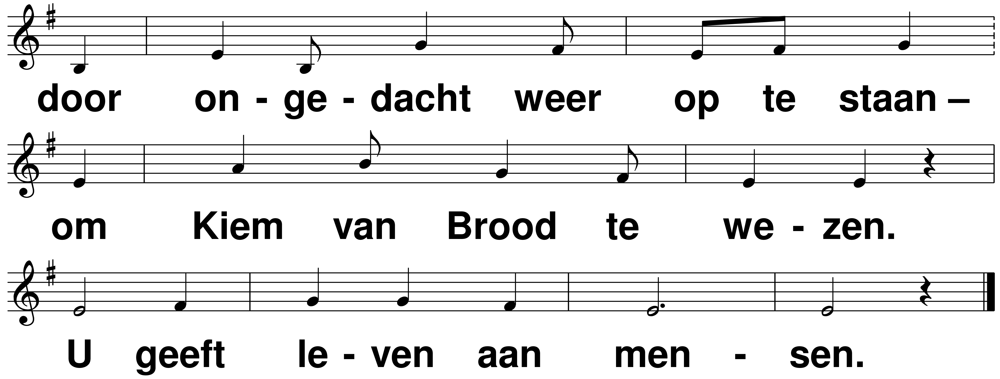 door on - ge - dacht weer op te staan –
om Kiem van Brood te we - zen.
U geeft le - ven aan men - sen.